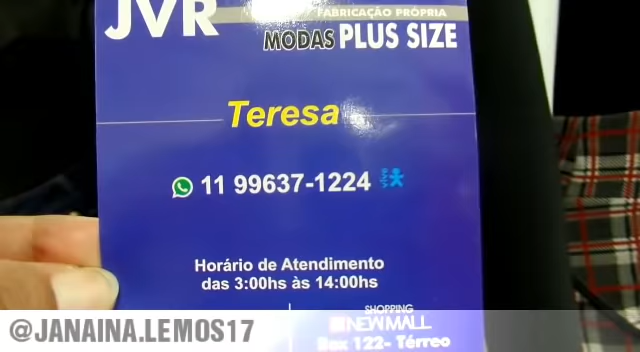 JVR
FABRICAÇÃO PRÓPRIA
MODAS PLUS SIZE
Teresa
11 99637-1224
Horário de Atendimento
das 3:00hs às 14:00hs
SHOPPING
NEWMALL
Box 122- Térreo
@JANAINA.LEMOS17